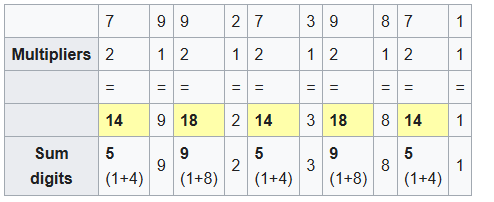 7 9 9 2 7 3 9 8 7 1
Multipliers 2 1 2 1 2 1 2 1 2 1
= = = = = = = = = =
14 9 18 2 14 3 18 8 14 1
Sum digits 5 (1+4) 9 9 (1+8) 2 5 (1+4) 3 9 (1+8) 8 5 (1+4) 1